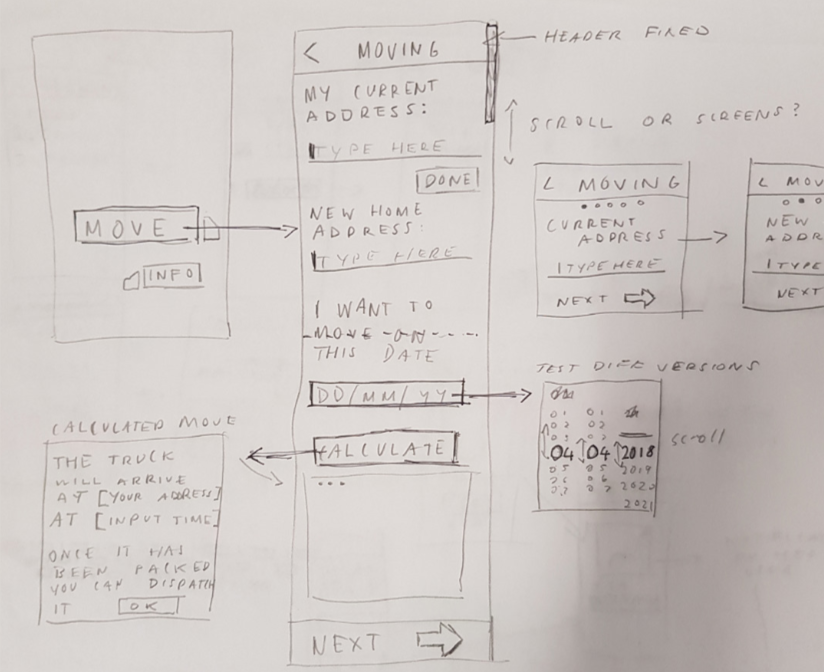 MOVE
INFO
< MOVING
MY CURRENT
ADDRESS:
TYPE HERE
DONE
NEW HOME
ADDRESS:
TYPE HERE
I WANT TO
MOVE ON
THIS DATE
DD/MM/YY
CALCULATE
...
NEXT
HEADER FIXED
SCROLL OR SCREENS?
< MOVING
CURRENT
ADDRESS
TYPE HERE
NEXT
< MOV
NEW
ADDR
TYPE
NEXT
TEST DIFF VERSIONS
01 01
02 02
03 03
04 04 2018
05 05 2019
06 06 2020
07 07
2021
scroll
CALCULATED MOVE
THE TRUCK
WILL ARRIVE
AT [YOUR ADDRESS]
AT [INPUT TIME]
ONCE IT HAS
BEEN PACKED
YOU CAN DISPATCH
IT OK